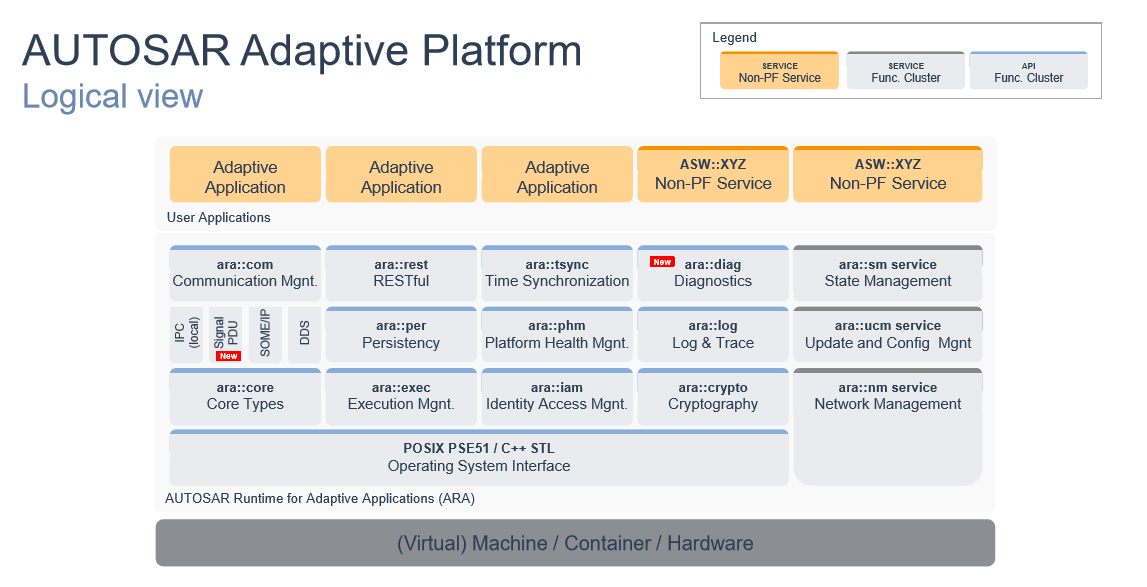 AUTOSAR Adaptive Platform
Logical view
Legend
SERVICE
Non-PF Service
SERVICE
Func. Cluster
API
Func. Cluster
Adaptive
Application
Adaptive
Application
Adaptive
Application
ASW::XYZ
Non-PF Service
ASW::XYZ
Non-PF Service
User Applications
ara::com
Communication Mgnt.
ara::rest
RESTful
ara::tsync
Time Synchronization
New
ara::diag
Diagnostics
ara::sm service
State Management
IPC
(local)
Signal
PDU
New
SOME/IP
DDS
ara::per
Persistency
ara::phm
Platform Health Mgnt.
ara::log
Log & Trace
ara::ucm service
Update and Config  Mgnt
ara::core
Core Types
ara::exec
Execution Mgnt.
ara::iam
Identity Access Mgnt.
ara::crypto
Cryptography
ara::nm service
Network Management
POSIX PSE51 / C++ STL
Operating System Interface
AUTOSAR Runtime for Adaptive Applications (ARA)
(Virtual) Machine / Container / Hardware